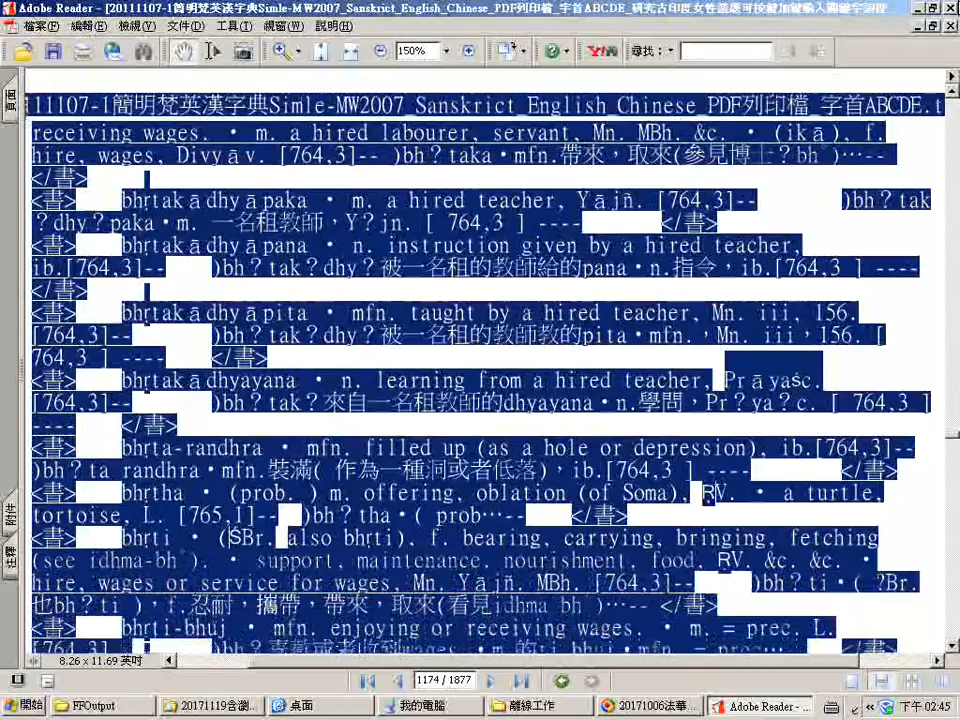 Adobe Reader - [20111107-1簡明梵英漢字典Simle-MW2007_Sanskrict_English_Chinese_PDF列印檔_字首ABCDE_研究古印度女性
檔案(F) 編輯(E) 檢視(V) 文件(D) 工具(T) 視窗(W) 說明(H)
150% 尋找:
頁面
附件
注釋
11107-1簡明梵英漢字典Simle-MW2007_Sanskrict_English_Chinese_PDF列印檔_字首ABCDE.t
receiving wages. • m. a hired labourer, servant, Mn. MBh. &c. • (ikā), f.
hire, wages, Divyāv. [764,3]-- )bh?taka•mfn.帶來，取來(參見博士?bh°)…--
</書>
<書> bhṛtakādhyāpaka • m. a hired teacher, Yājñ. [764,3]-- )bh?tak
?dhy?paka•m. 一名租教師，Y?jn. [ 764,3 ] ---- </書>
<書> bhṛtakādhyāpana • n. instruction given by a hired teacher,
ib.[764,3]-- )bh?tak?dhy?被一名租的教師給的pana•n.指令，ib.[764,3 ] ----
</書>
<書> bhṛtakādhyāpita • mfn. taught by a hired teacher, Mn. iii, 156.
[764,3]-- )bh?tak?dhy?被一名租的教師教的pita•mfn.，Mn. iii，156. [
764,3 ] ---- </書>
<書> bhṛtakādhyayana • n. learning from a hired teacher, Prāyaśc.
[764,3]-- )bh?tak?來自一名租教師的dhyayana•n.學問，Pr?ya?c. [ 764,3 ]
---- </書>
<書> bhṛta-randhra • mfn. filled up (as a hole or depression), ib.[764,3]--
)bh?ta randhra•mfn.裝滿( 作為一種洞或者低落)，ib.[764,3 ] ---- </書>
<書> bhṛtha • (prob. ) m. offering, oblation (of Soma), RV. • a turtle,
tortoise, L. [765,1]-- )bh?tha•( prob…-- </書>
<書> bhṛti • (ŚBr. also bhṛti), f. bearing, carrying, bringing, fetching
(see idhma-bh°). • support, maintenance, nourishment, food, RV. &c. &c. •
hire, wages or service for wages, Mn. Yājñ. MBh. [764,3]-- )bh?ti•( ?Br.
也bh?ti )，f.忍耐，攜帶，帶來，取來(看見idhma bh )…-- </書>
<書> bhṛti-bhuj • mfn. enjoying or receiving wages. • m. = prec. L.
8.26 x 11.69 英吋
1174 / 1877
開始 FFOutput 20171119含瀏... 桌面 我的電腦 離線工作 20171006法華... Adobe Reader - ... 下午 02:45